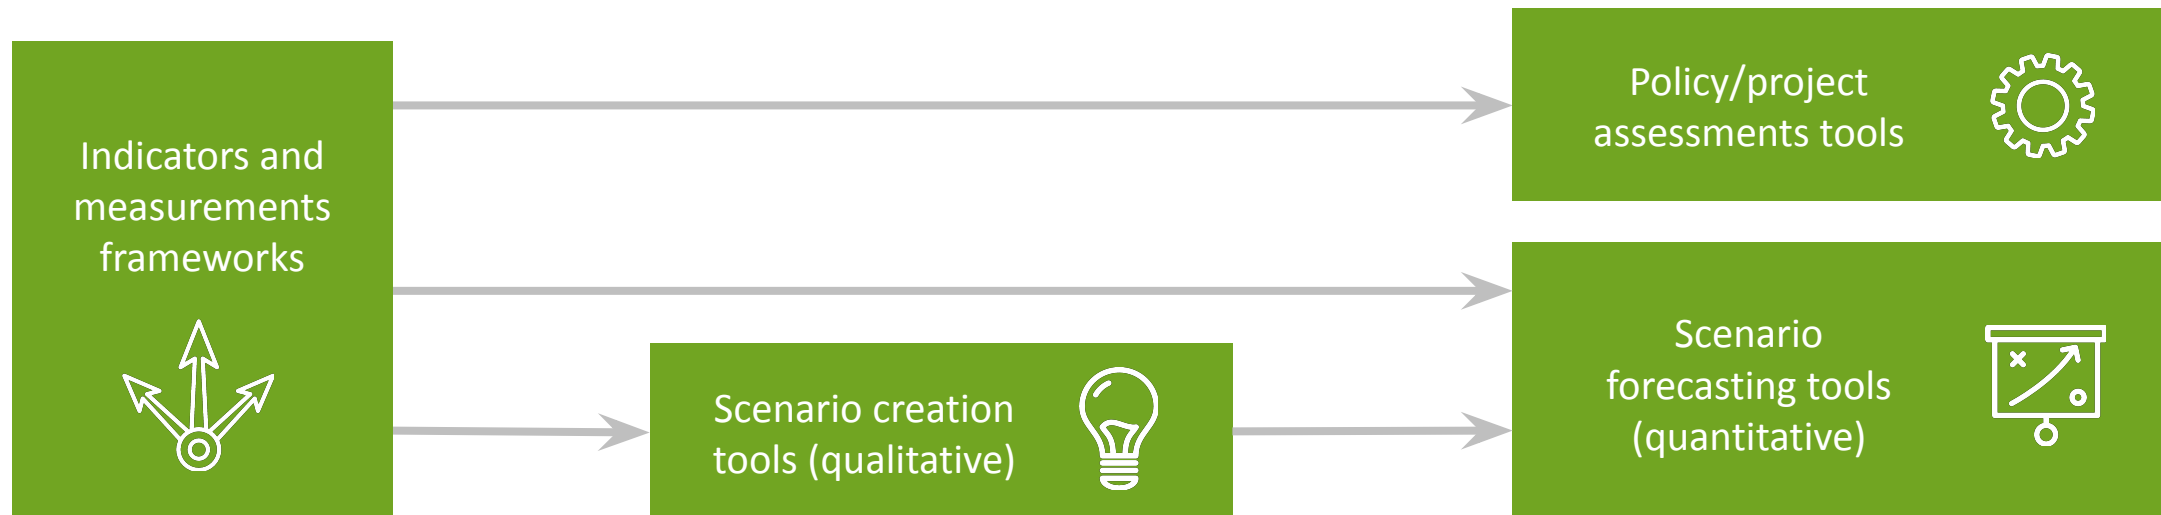 Indicators and
measurements
frameworks
Policy/project
assessments tools
Scenario creation
tools (qualitative)
Scenario
forecasting tools
(quantitative)